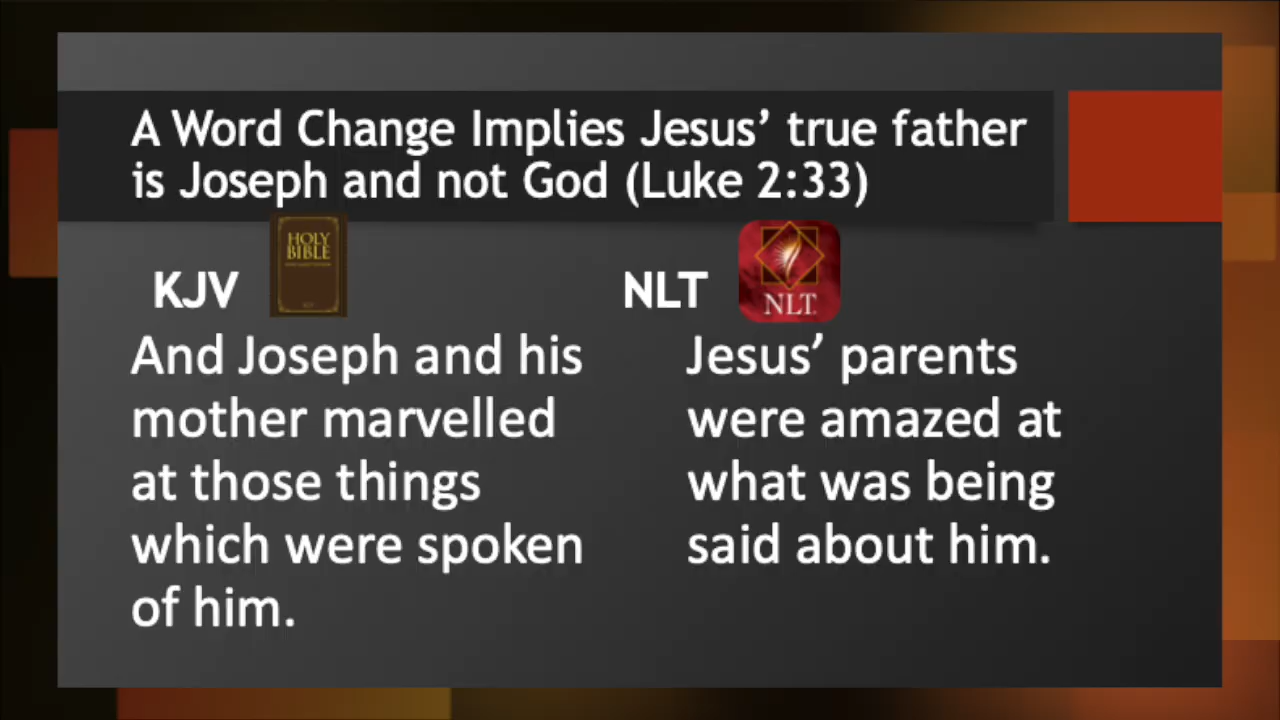 A Word Change Implies Jesus’ true father
is Joseph and not God (Luke 2:33)
HOLY
BIBLE
KJV
And Joseph and his
mother marvelled
at those things
which were spoken
of him.
NLT
NLT
Jesus’ parents
were amazed at
what was being
said about him.